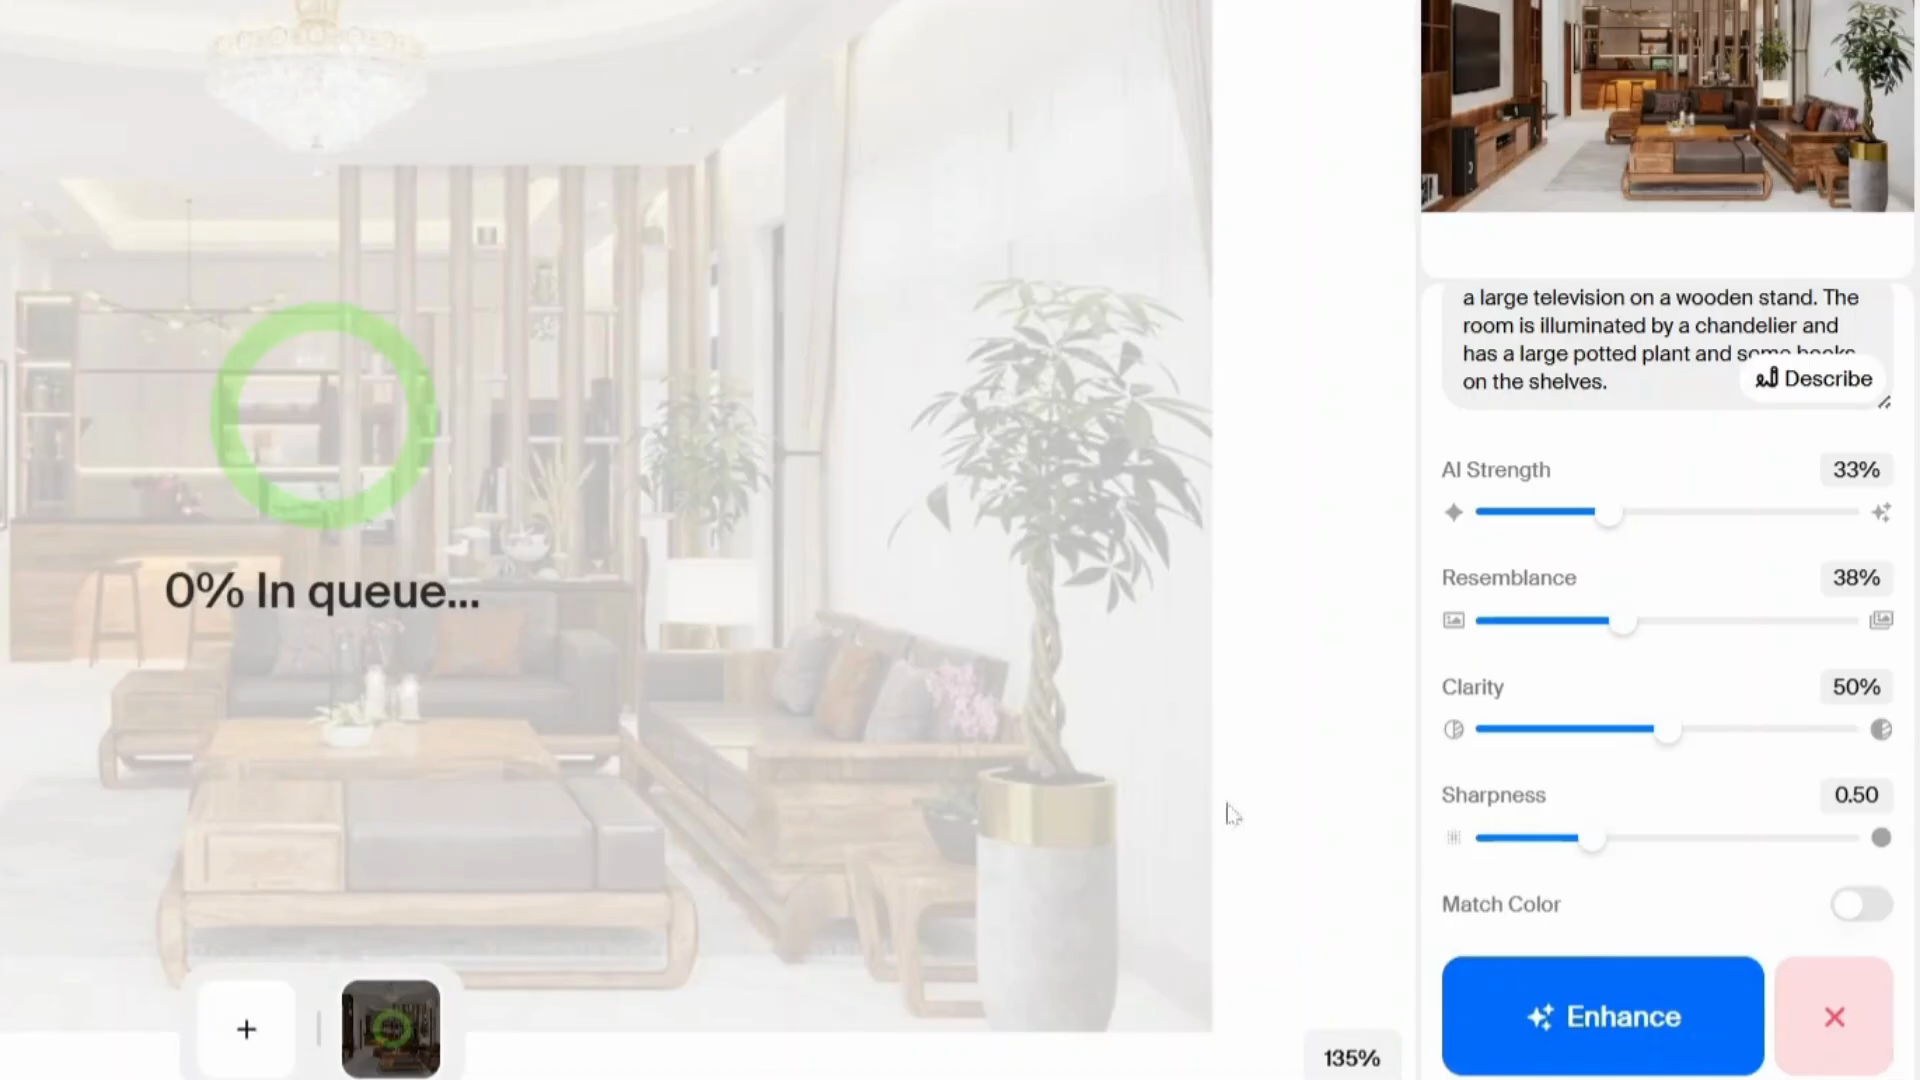 a large television on a wooden stand. The
room is illuminated by a chandelier and
has a large potted plant and some books
on the shelves.
Describe
AI Strength
33%
Resemblance
38%
0% In queue...
Clarity
50%
Sharpness
0.50
Match Color
Enhance
135%